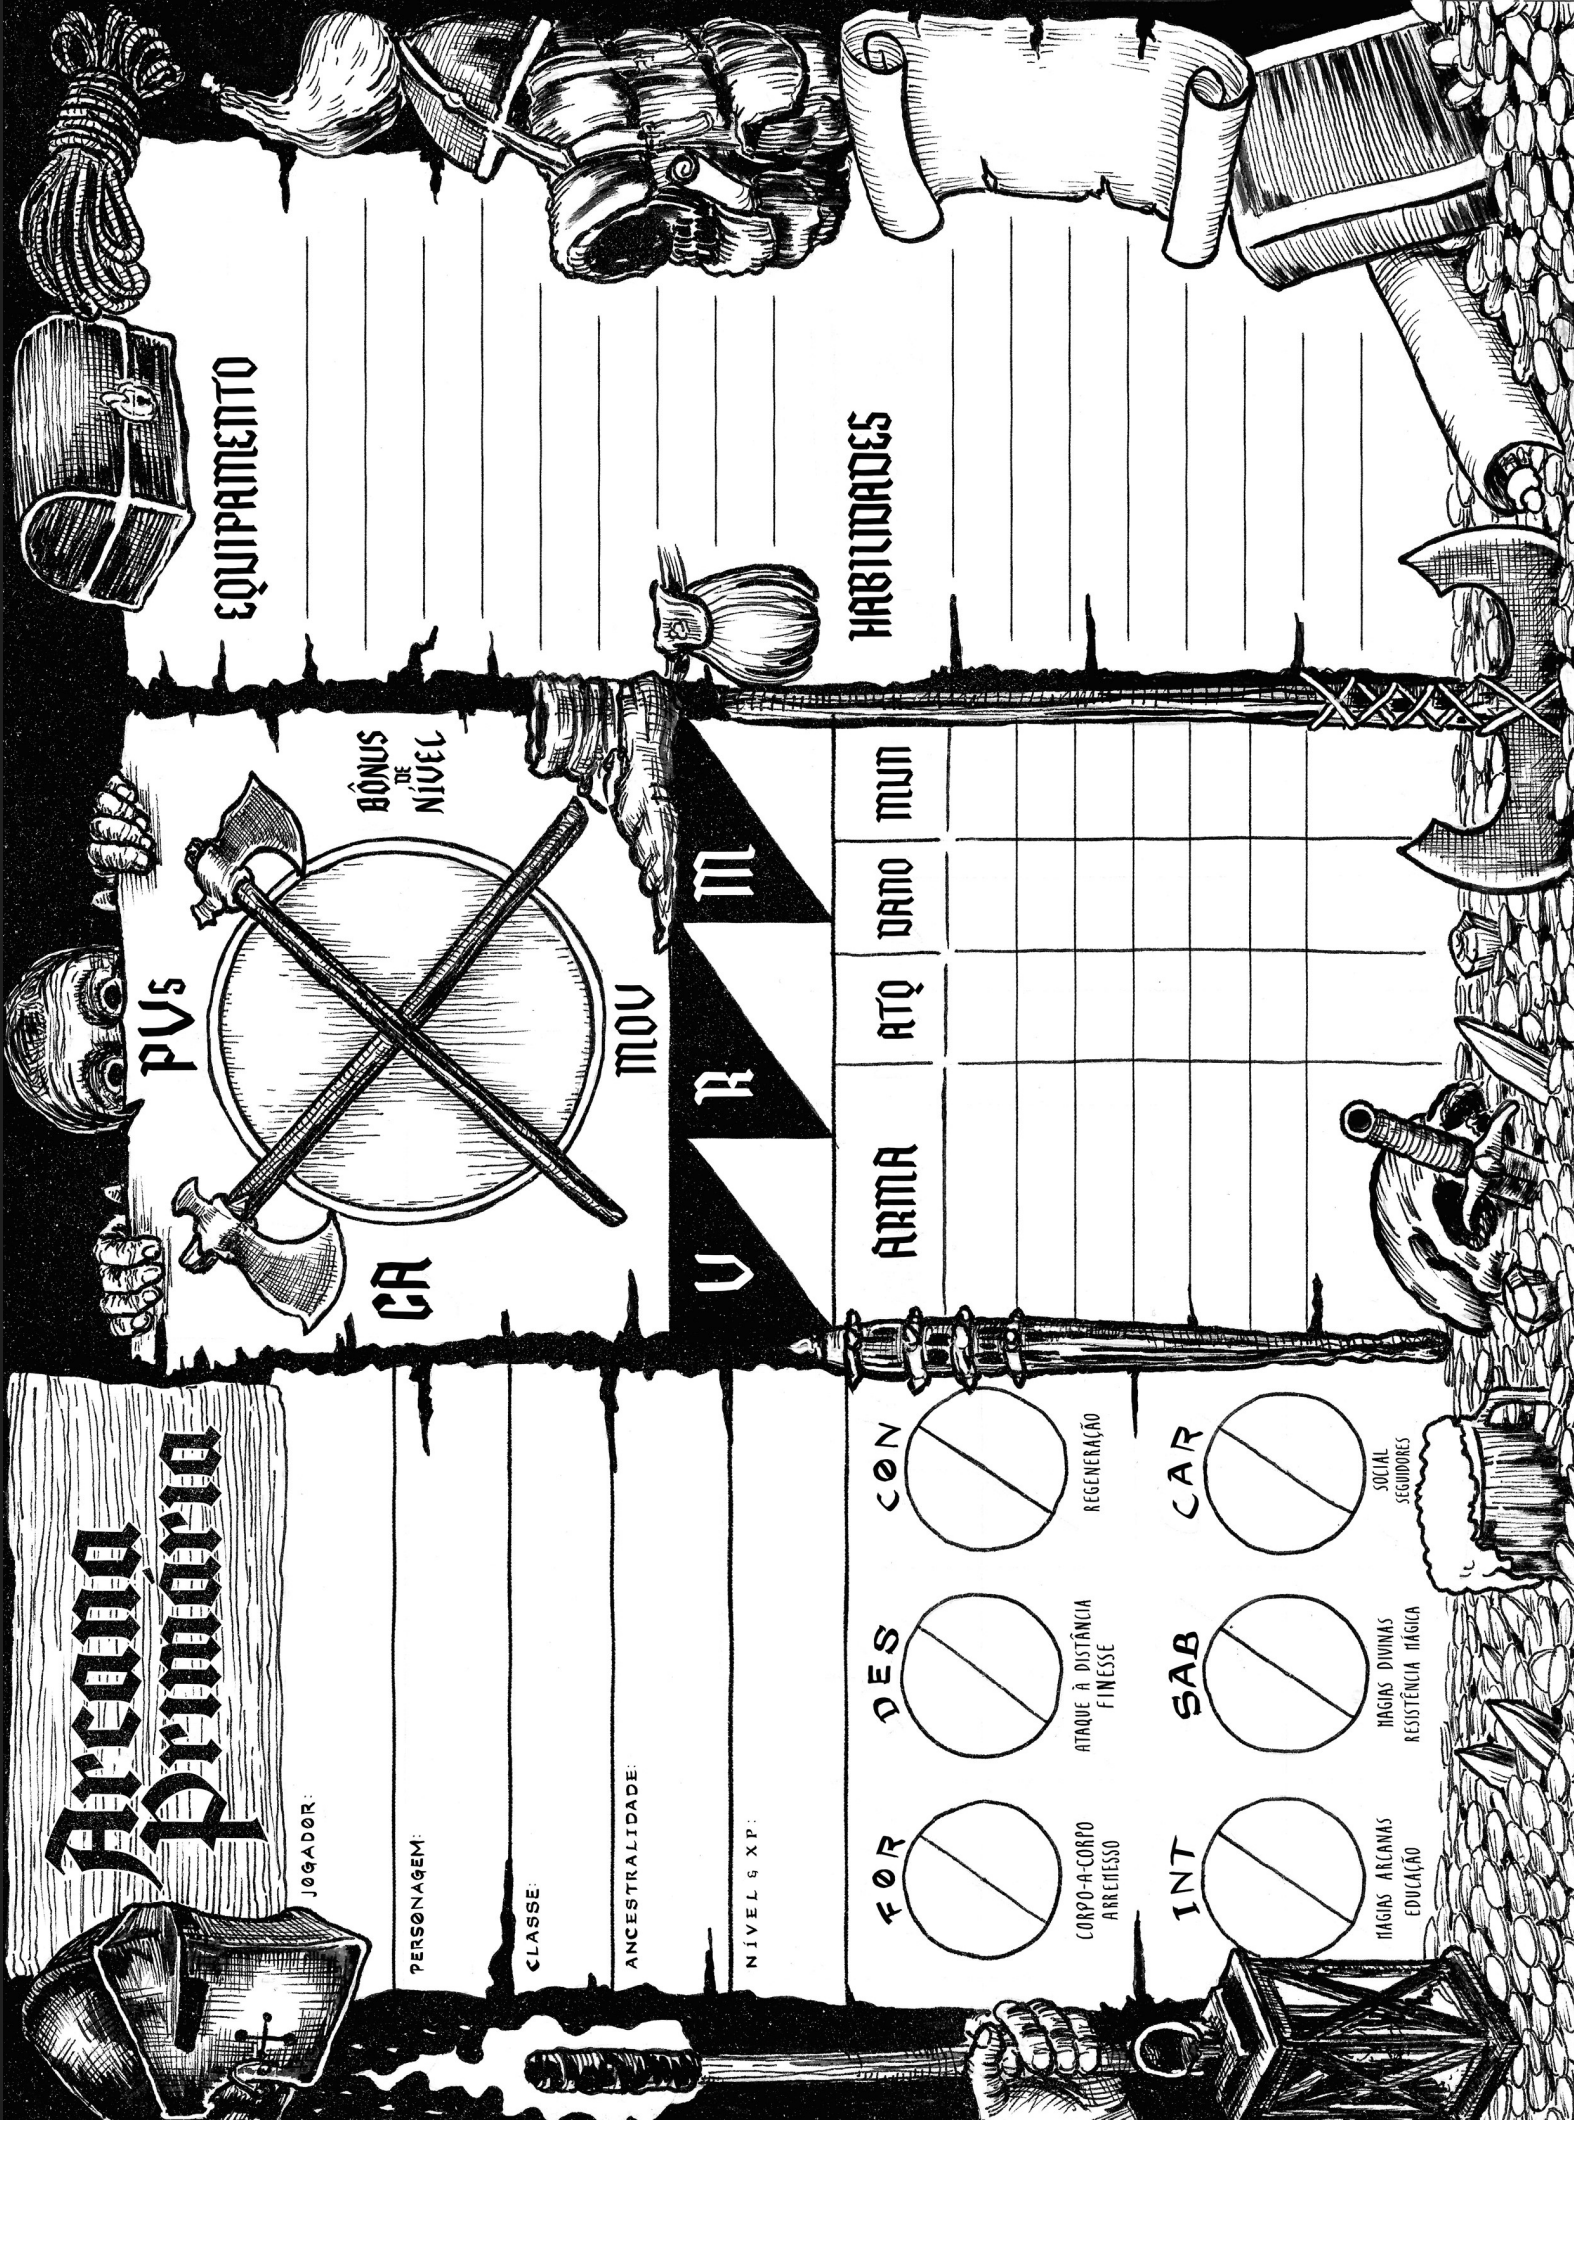 Arcana
Primária
JOGADOR:
PERSONAGEM:
CLASSE:
ANCESTRALIDADE:
NÍVEL & XP:
FOR
DES
CON
CORPO-A-CORPO
ARREMESSO
ATAQUE À DISTÂNCIA
FINESSE
REGENERAÇÃO
INT
SAB
CAR
MAGIAS ARCANAS
EDUCAÇÃO
MAGIAS DIVINAS
RESISTÊNCIA MÁGICA
SOCIAL
SEGUIDORES
PVs
CA
BÔNUS
DE
NÍVEL
MOV
V
R
M
ARMA
ATQ
DANO
MUN
EQUIPAMENTO
HABILIDADES